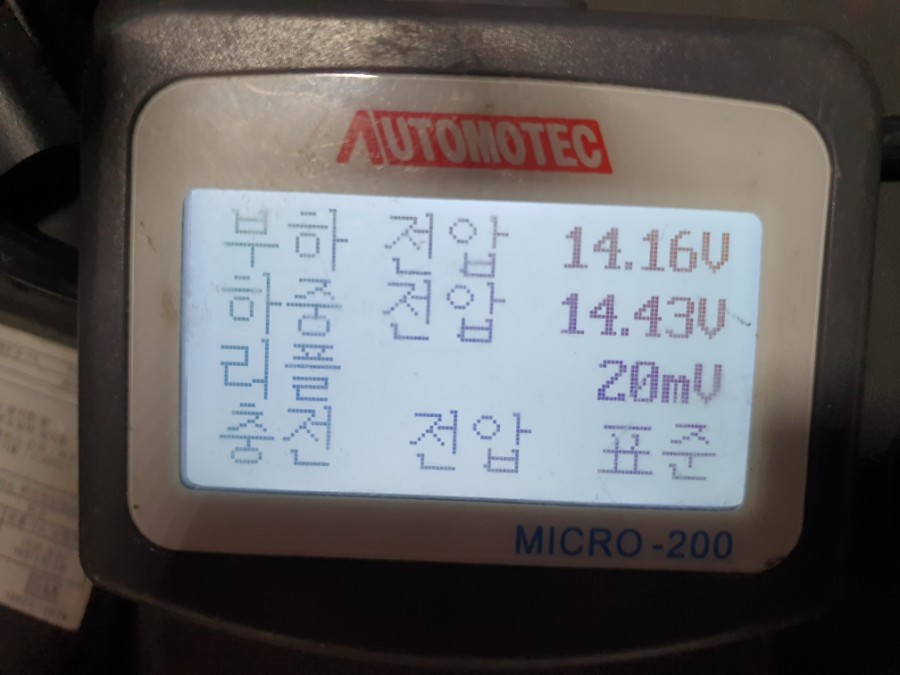 AUTOMOTEC
부하 전압 14.16V
하중 전압 14.43V
리플 20mV
충전 전압 표준
MICRO-200